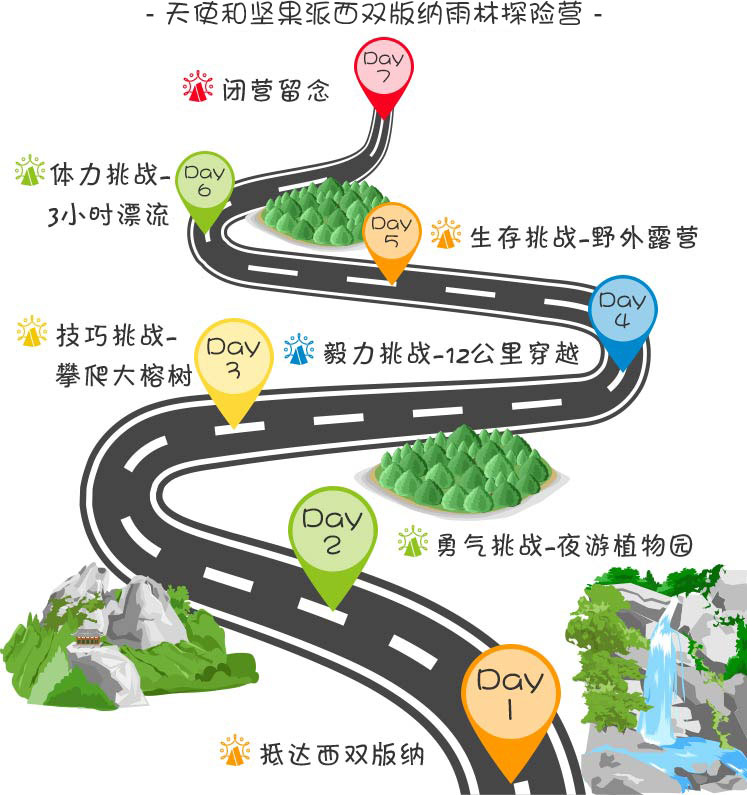 - 天使和坚果派西双版纳雨林探险营 -
Day
7
闭营留念
Day
6
体力挑战-
3小时漂流
Day
5
生存挑战-野外露营
Day
4
毅力挑战-12公里穿越
Day
3
技巧挑战-
攀爬大榕树
Day
2
勇气挑战-夜游植物园
Day
1
抵达西双版纳